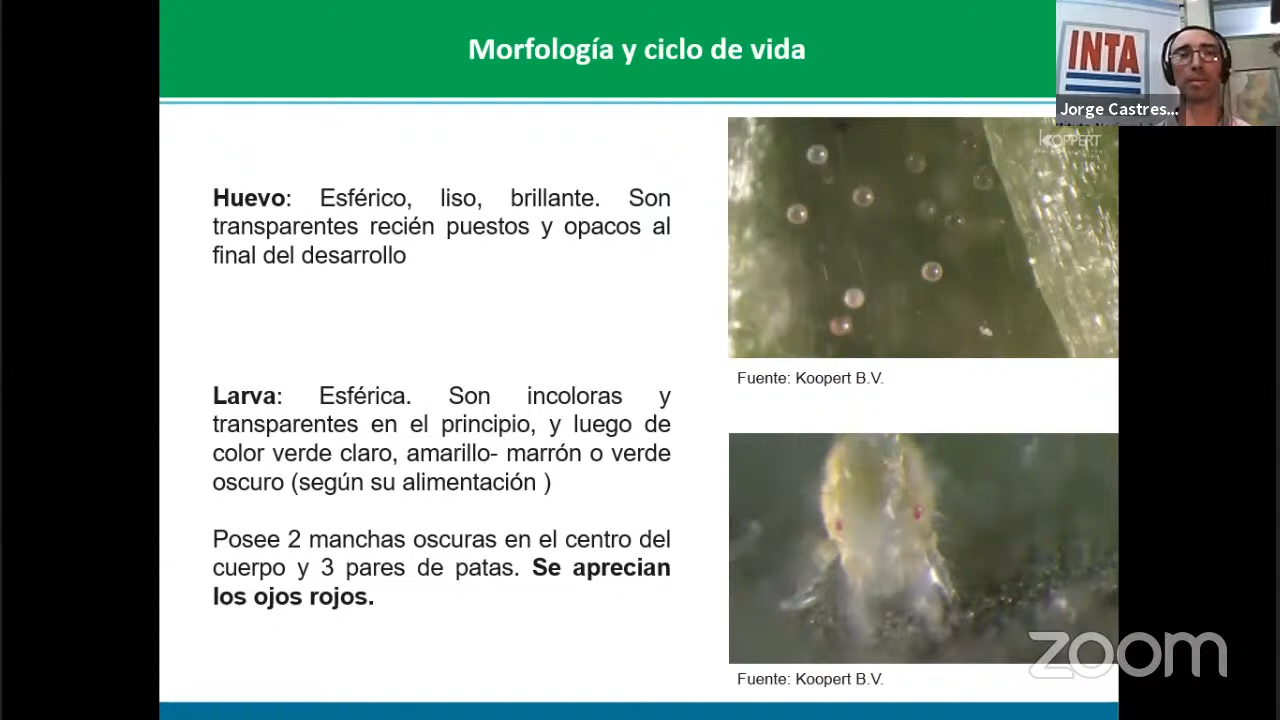 Morfología y ciclo de vida
INTA
Jorge Castres...
KOPPERT
Huevo: Esférico, liso, brillante. Son
transparentes recién puestos y opacos al
final del desarrollo
Fuente: Koopert B.V.
Larva: Esférica. Son incoloras y
transparentes en el principio, y luego de
color verde claro, amarillo- marrón o verde
oscuro (según su alimentación )
Posee 2 manchas oscuras en el centro del
cuerpo y 3 pares de patas. Se aprecian
los ojos rojos.
zoom
Fuente: Koopert B.V.